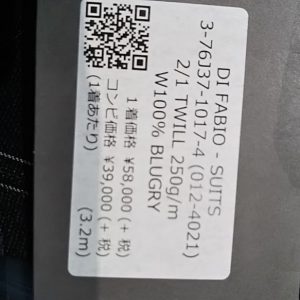 DI FABIO - SUITS
3-76137-1017-4 (012-4021)
2/1 TWILL 250g/m
W100% BLUGRY
1着価格 ¥58,000(+ 税)
コンビ価格 ¥39,000(+ 税)
(1着あたり) (3.2m)